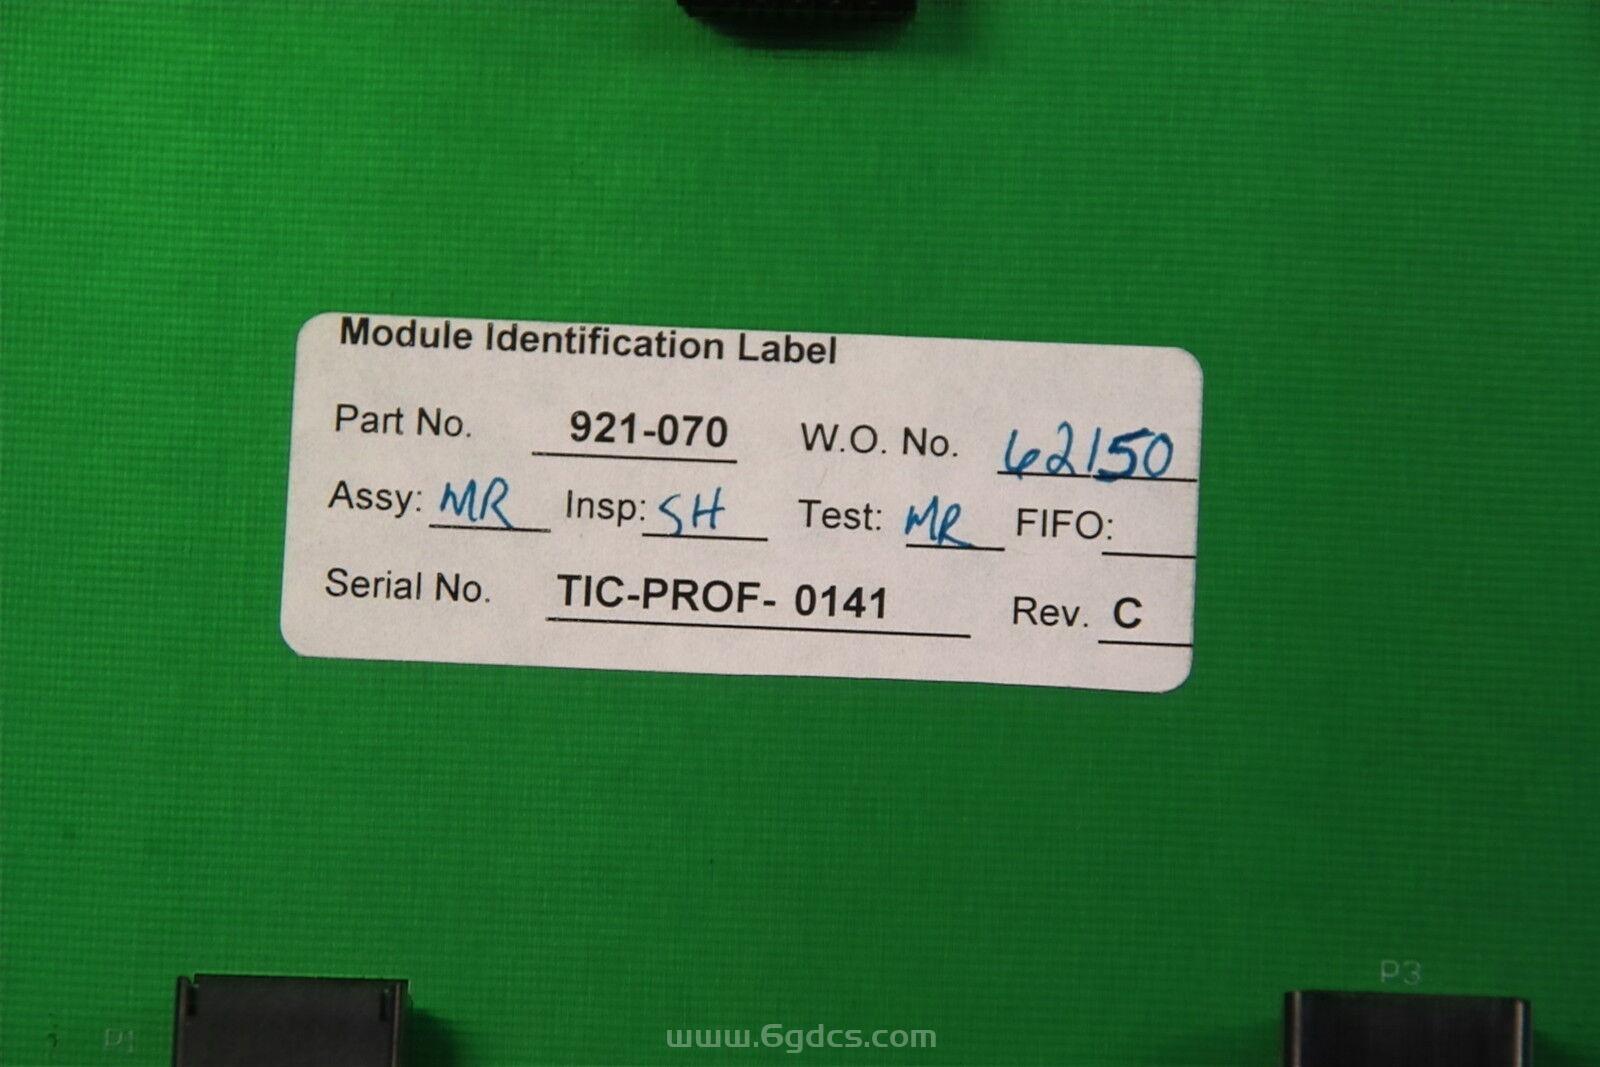 Module Identification Label
Part No. 921-070 W.O. No. 62150
Assy: MR Insp: SH Test: MR FIFO:
Serial No. TIC-PROF- 0141 Rev. C
P3
P1
www.6gdcs.com